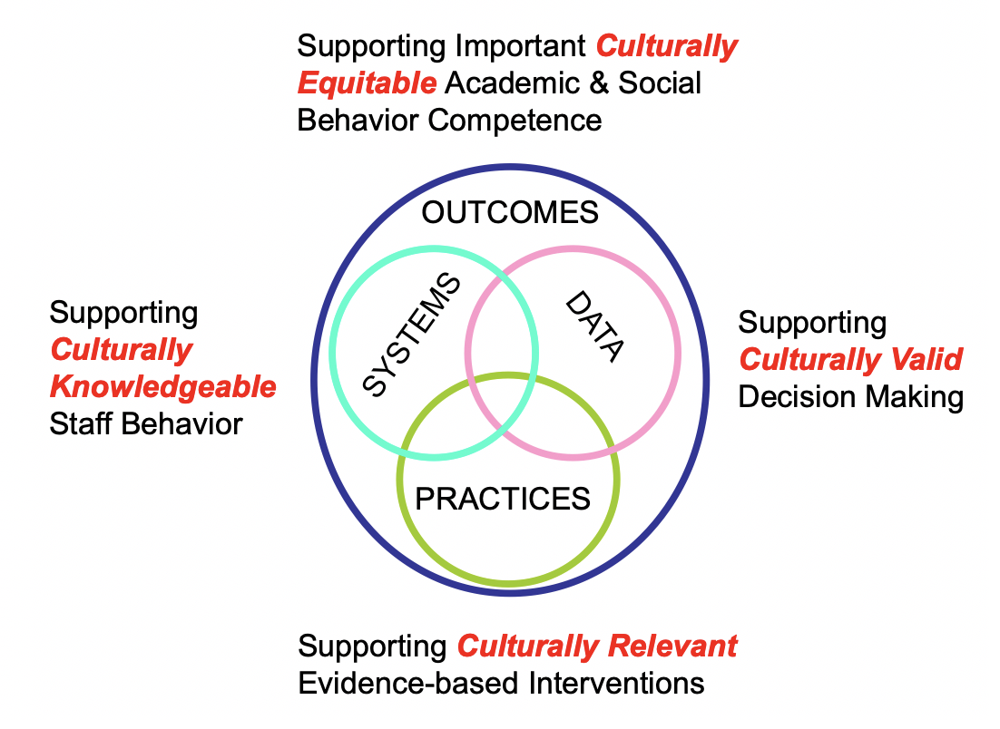 Supporting Important Culturally
Equitable Academic & Social
Behavior Competence
OUTCOMES
SYSTEMS
DATA
PRACTICES
Supporting
Culturally
Knowledgeable
Staff Behavior
Supporting
Culturally Valid
Decision Making
Supporting Culturally Relevant
Evidence-based Interventions